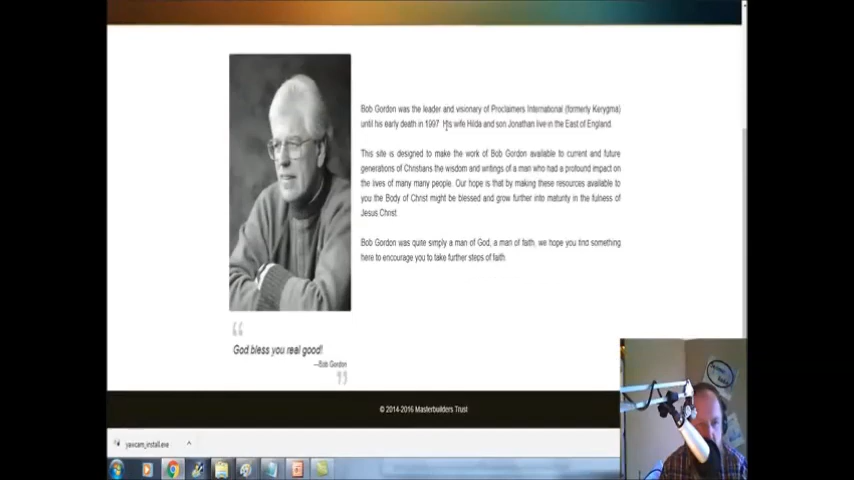 Bob Gordon was the leader and visionary of Proclaimers International (formerly Kerygma)
until his early death in 1997 His wife Hilda and son Jonathan live in the East of England.
This site is designed to make the work of Bob Gordon available to current and future
generations of Christians the wisdom and writings of a man who had a profound impact on
the lives of many many people. Our hope is that by making these resources available to
you the Body of Christ might be blessed and grow further into maturity in the fulness of
Jesus Christ.
Bob Gordon was quite simply a man of God, a man of faith, we hope you find something
here to encourage you to take further steps of faith
“
God bless you real good!
—Bob Gordon
”
© 2014-2016 Masterbuilders Trust
yawcam_install.exe